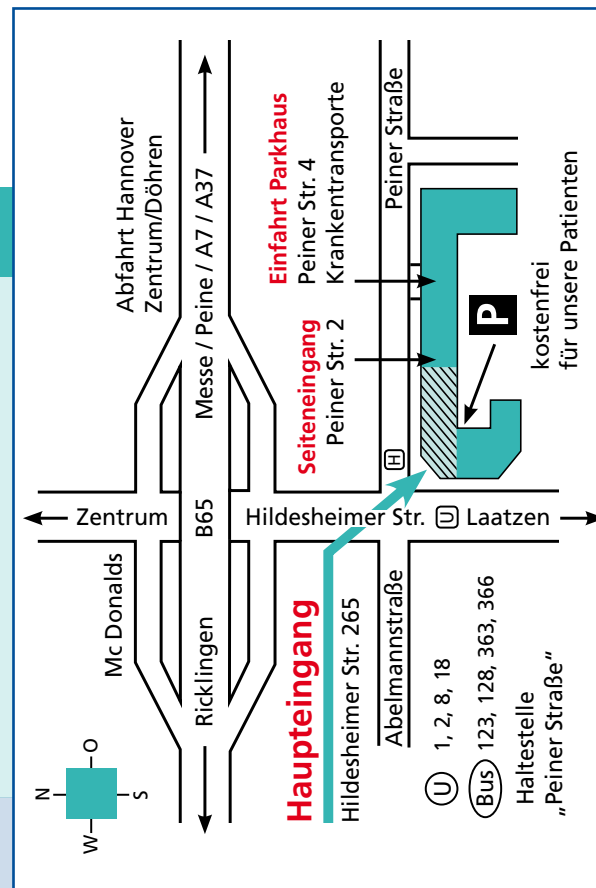 N
W
O
S
Mc Donalds
Abfahrt Hannover
Zentrum/Döhren
Ricklingen
B65
Messe / Peine / A7 / A37
Zentrum
Hildesheimer Str.
U
Laatzen
Haupteingang
Hildesheimer Str. 265
Seiteneingang
Peiner Str. 2
Einfahrt Parkhaus
Peiner Str. 4
Krankentransporte
Abelmannstraße
H
Peiner Straße
U 1, 2, 8, 18
Bus 123, 128, 363, 366
Haltestelle
„Peiner Straße“
P
kostenfrei
für unsere Patienten